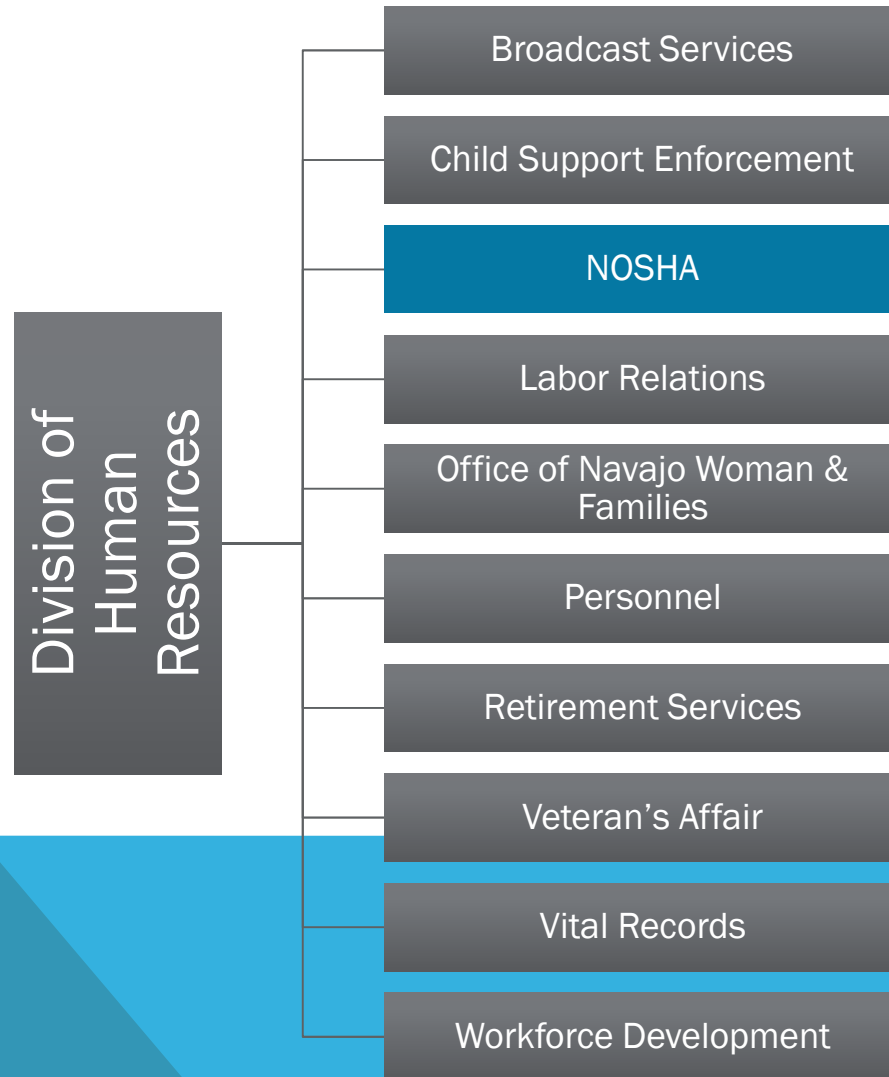 Division of
Human
Resources
Broadcast Services
Child Support Enforcement
NOSHA
Labor Relations
Office of Navajo Woman &
Families
Personnel
Retirement Services
Veteran’s Affair
Vital Records
Workforce Development